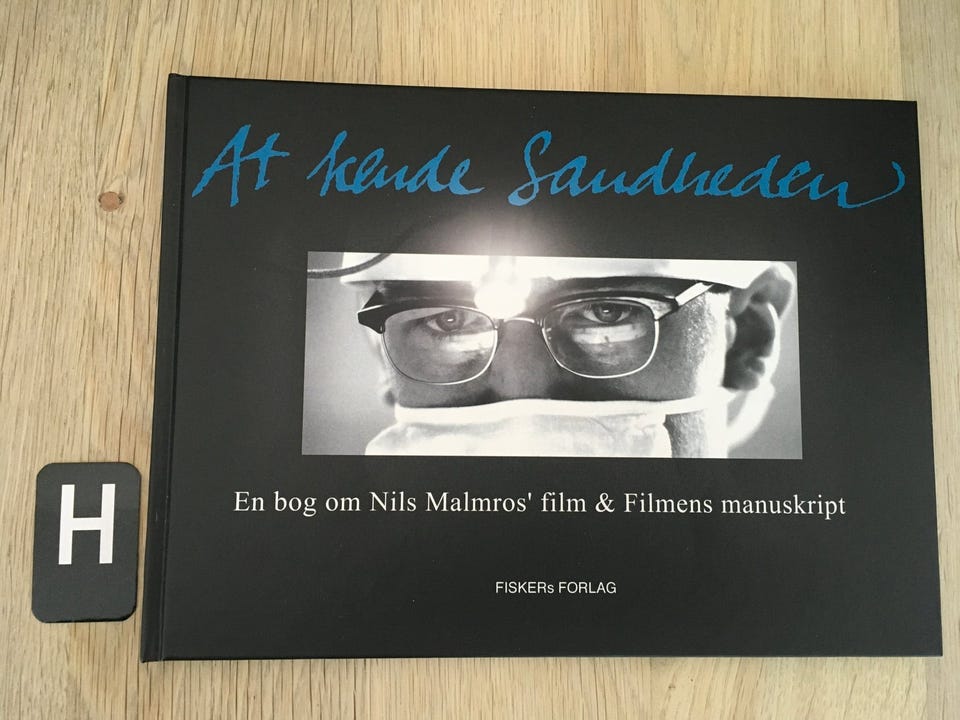 At kende Sandheden
En bog om Nils Malmros' film & Filmens manuskript
FISKERs FORLAG
H